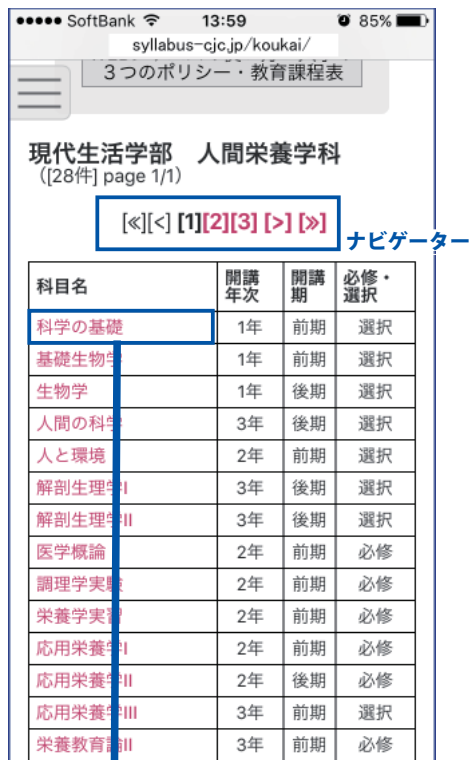 SoftBank 13:59 85%
syllabus-cjc.jp/koukai/
3つのポリシー・教育課程表
現代生活学部 人間栄養学科
([28件] page 1/1)
[≪][<] [1][2][3] [>] [≫]
ナビゲーター
科目名 開講年次 開講期 必修・選択
科学の基礎 1年 前期 選択
基礎生物学 1年 前期 選択
生物学 1年 後期 選択
人間の科学 3年 後期 選択
人と環境 2年 前期 選択
解剖生理学I 3年 後期 選択
解剖生理学II 3年 後期 選択
医学概論 2年 前期 必修
調理学実験 2年 前期 必修
栄養学実習 2年 前期 必修
応用栄養学I 2年 前期 必修
応用栄養学II 2年 後期 必修
応用栄養学III 3年 前期 選択
栄養教育論II 3年 前期 必修